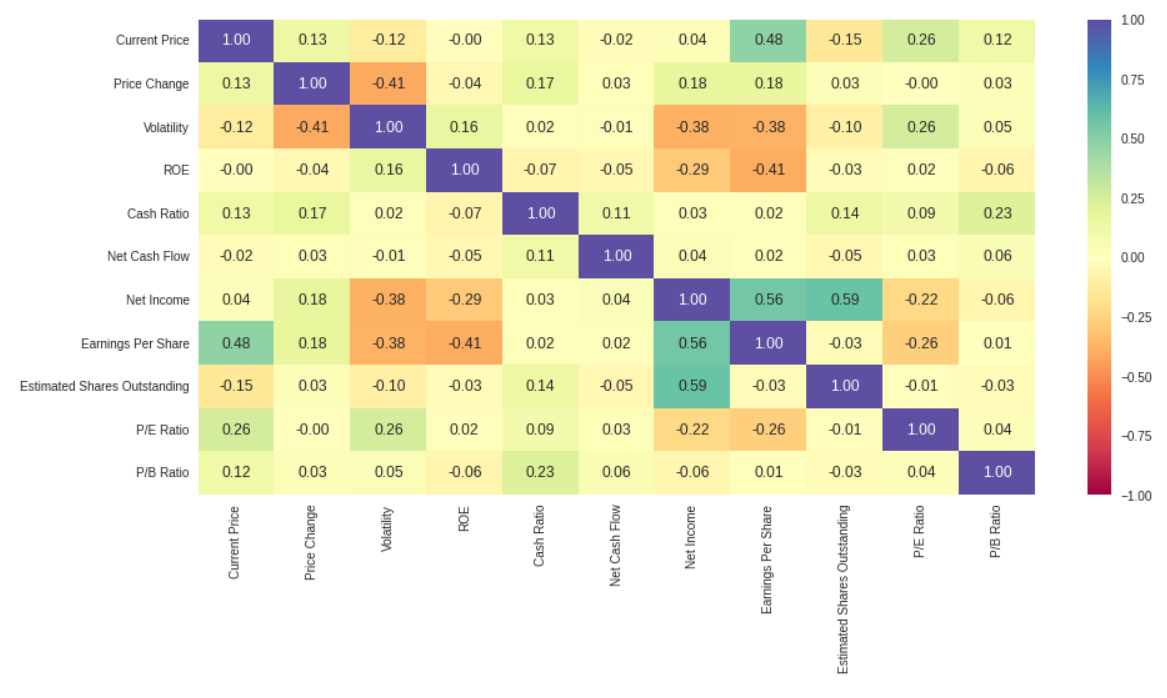 Current Price 1.00 0.13 -0.12 -0.00 0.13 -0.02 0.04 0.48 -0.15 0.26 0.12
Price Change 0.13 1.00 -0.41 -0.04 0.17 0.03 0.18 0.18 0.03 -0.00 0.03
Volatility -0.12 -0.41 1.00 0.16 0.02 -0.01 -0.38 -0.38 -0.10 0.26 0.05
ROE -0.00 -0.04 0.16 1.00 -0.07 -0.05 -0.29 -0.41 -0.03 0.02 -0.06
Cash Ratio 0.13 0.17 0.02 -0.07 1.00 0.11 0.03 0.02 0.14 0.09 0.23
Net Cash Flow -0.02 0.03 -0.01 -0.05 0.11 1.00 0.04 0.02 -0.05 0.03 0.06
Net Income 0.04 0.18 -0.38 -0.29 0.03 0.04 1.00 0.56 0.59 -0.22 -0.06
Earnings Per Share 0.48 0.18 -0.38 -0.41 0.02 0.02 0.56 1.00 -0.03 -0.26 0.01
Estimated Shares Outstanding -0.15 0.03 -0.10 -0.03 0.14 -0.05 0.59 -0.03 1.00 -0.01 -0.03
P/E Ratio 0.26 -0.00 0.26 0.02 0.09 0.03 -0.22 -0.26 -0.01 1.00 0.04
P/B Ratio 0.12 0.03 0.05 -0.06 0.23 0.06 -0.06 0.01 -0.03 0.04 1.00
Current Price
Price Change
Volatility
ROE
Cash Ratio
Net Cash Flow
Net Income
Earnings Per Share
Estimated Shares Outstanding
P/E Ratio
P/B Ratio
1.00
0.75
0.50
0.25
0.00
−0.25
−0.50
−0.75
−1.00